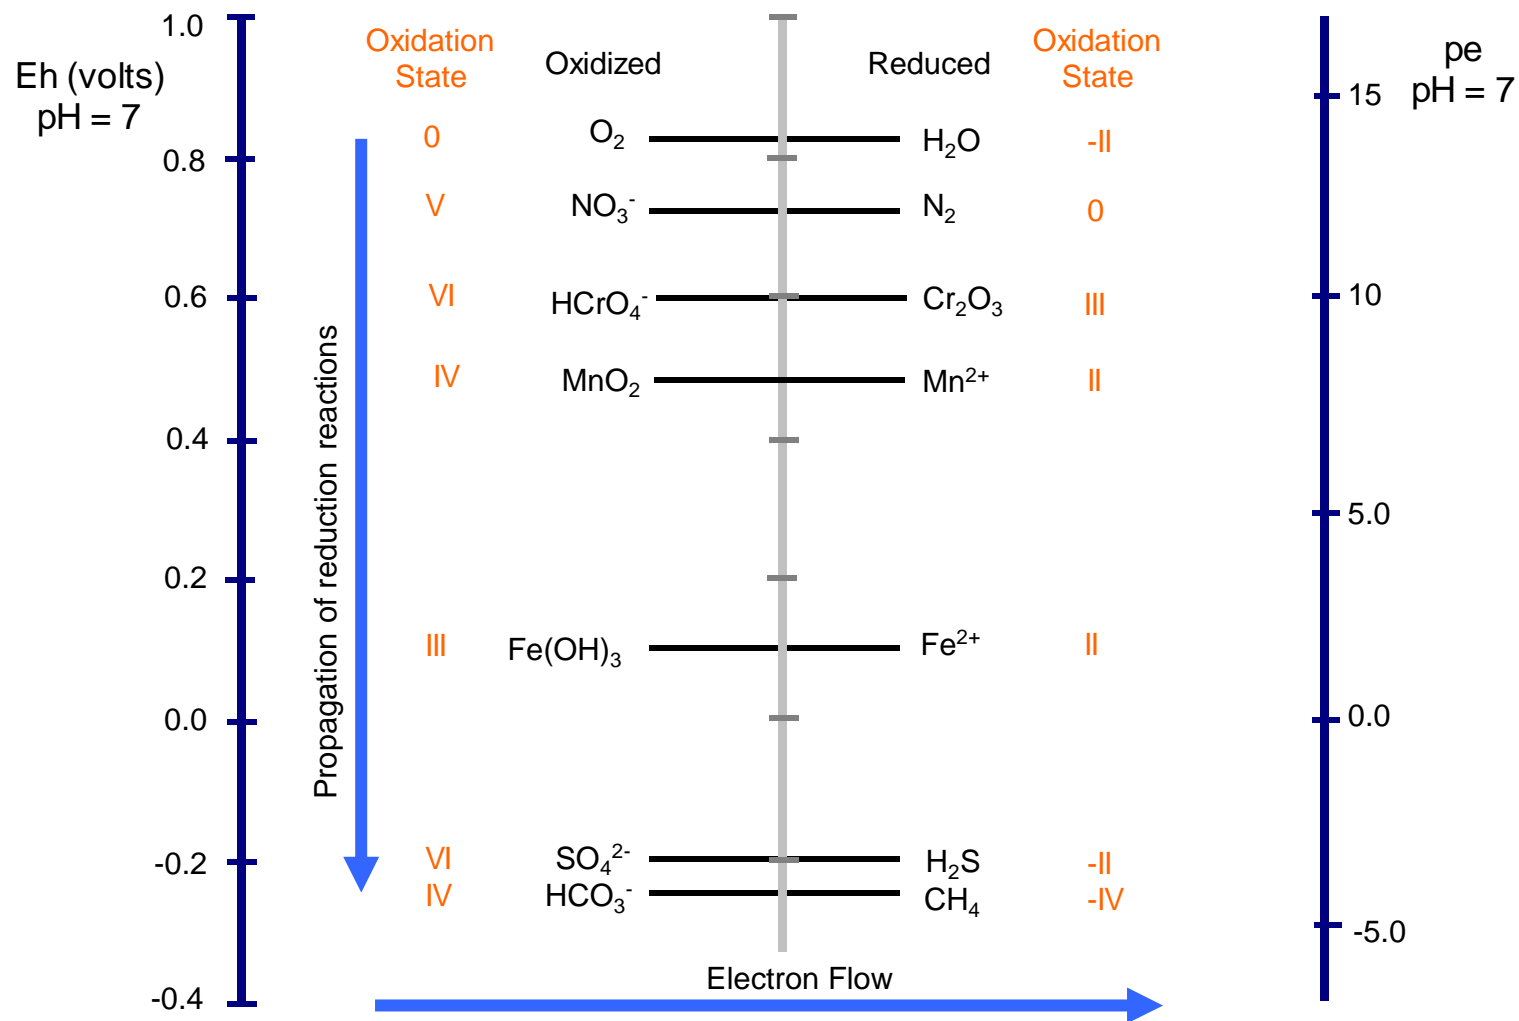 1.0
Eh (volts)
pH = 7
Oxidation
State
Oxidized
Reduced
Oxidation
State
pe
pH = 7
15
0 O₂ H₂O -II
0.8
V NO₃⁻ N₂ 0
0.6 VI HCrO₄⁻ Cr₂O₃ III 10
IV MnO₂ Mn²⁺ II
0.4
5.0
0.2
III Fe(OH)₃ Fe²⁺ II
0.0 0.0
Propagation of reduction reactions
-0.2 VI SO₄²⁻ H₂S -II
IV HCO₃⁻ CH₄ -IV
-5.0
Electron Flow
-0.4